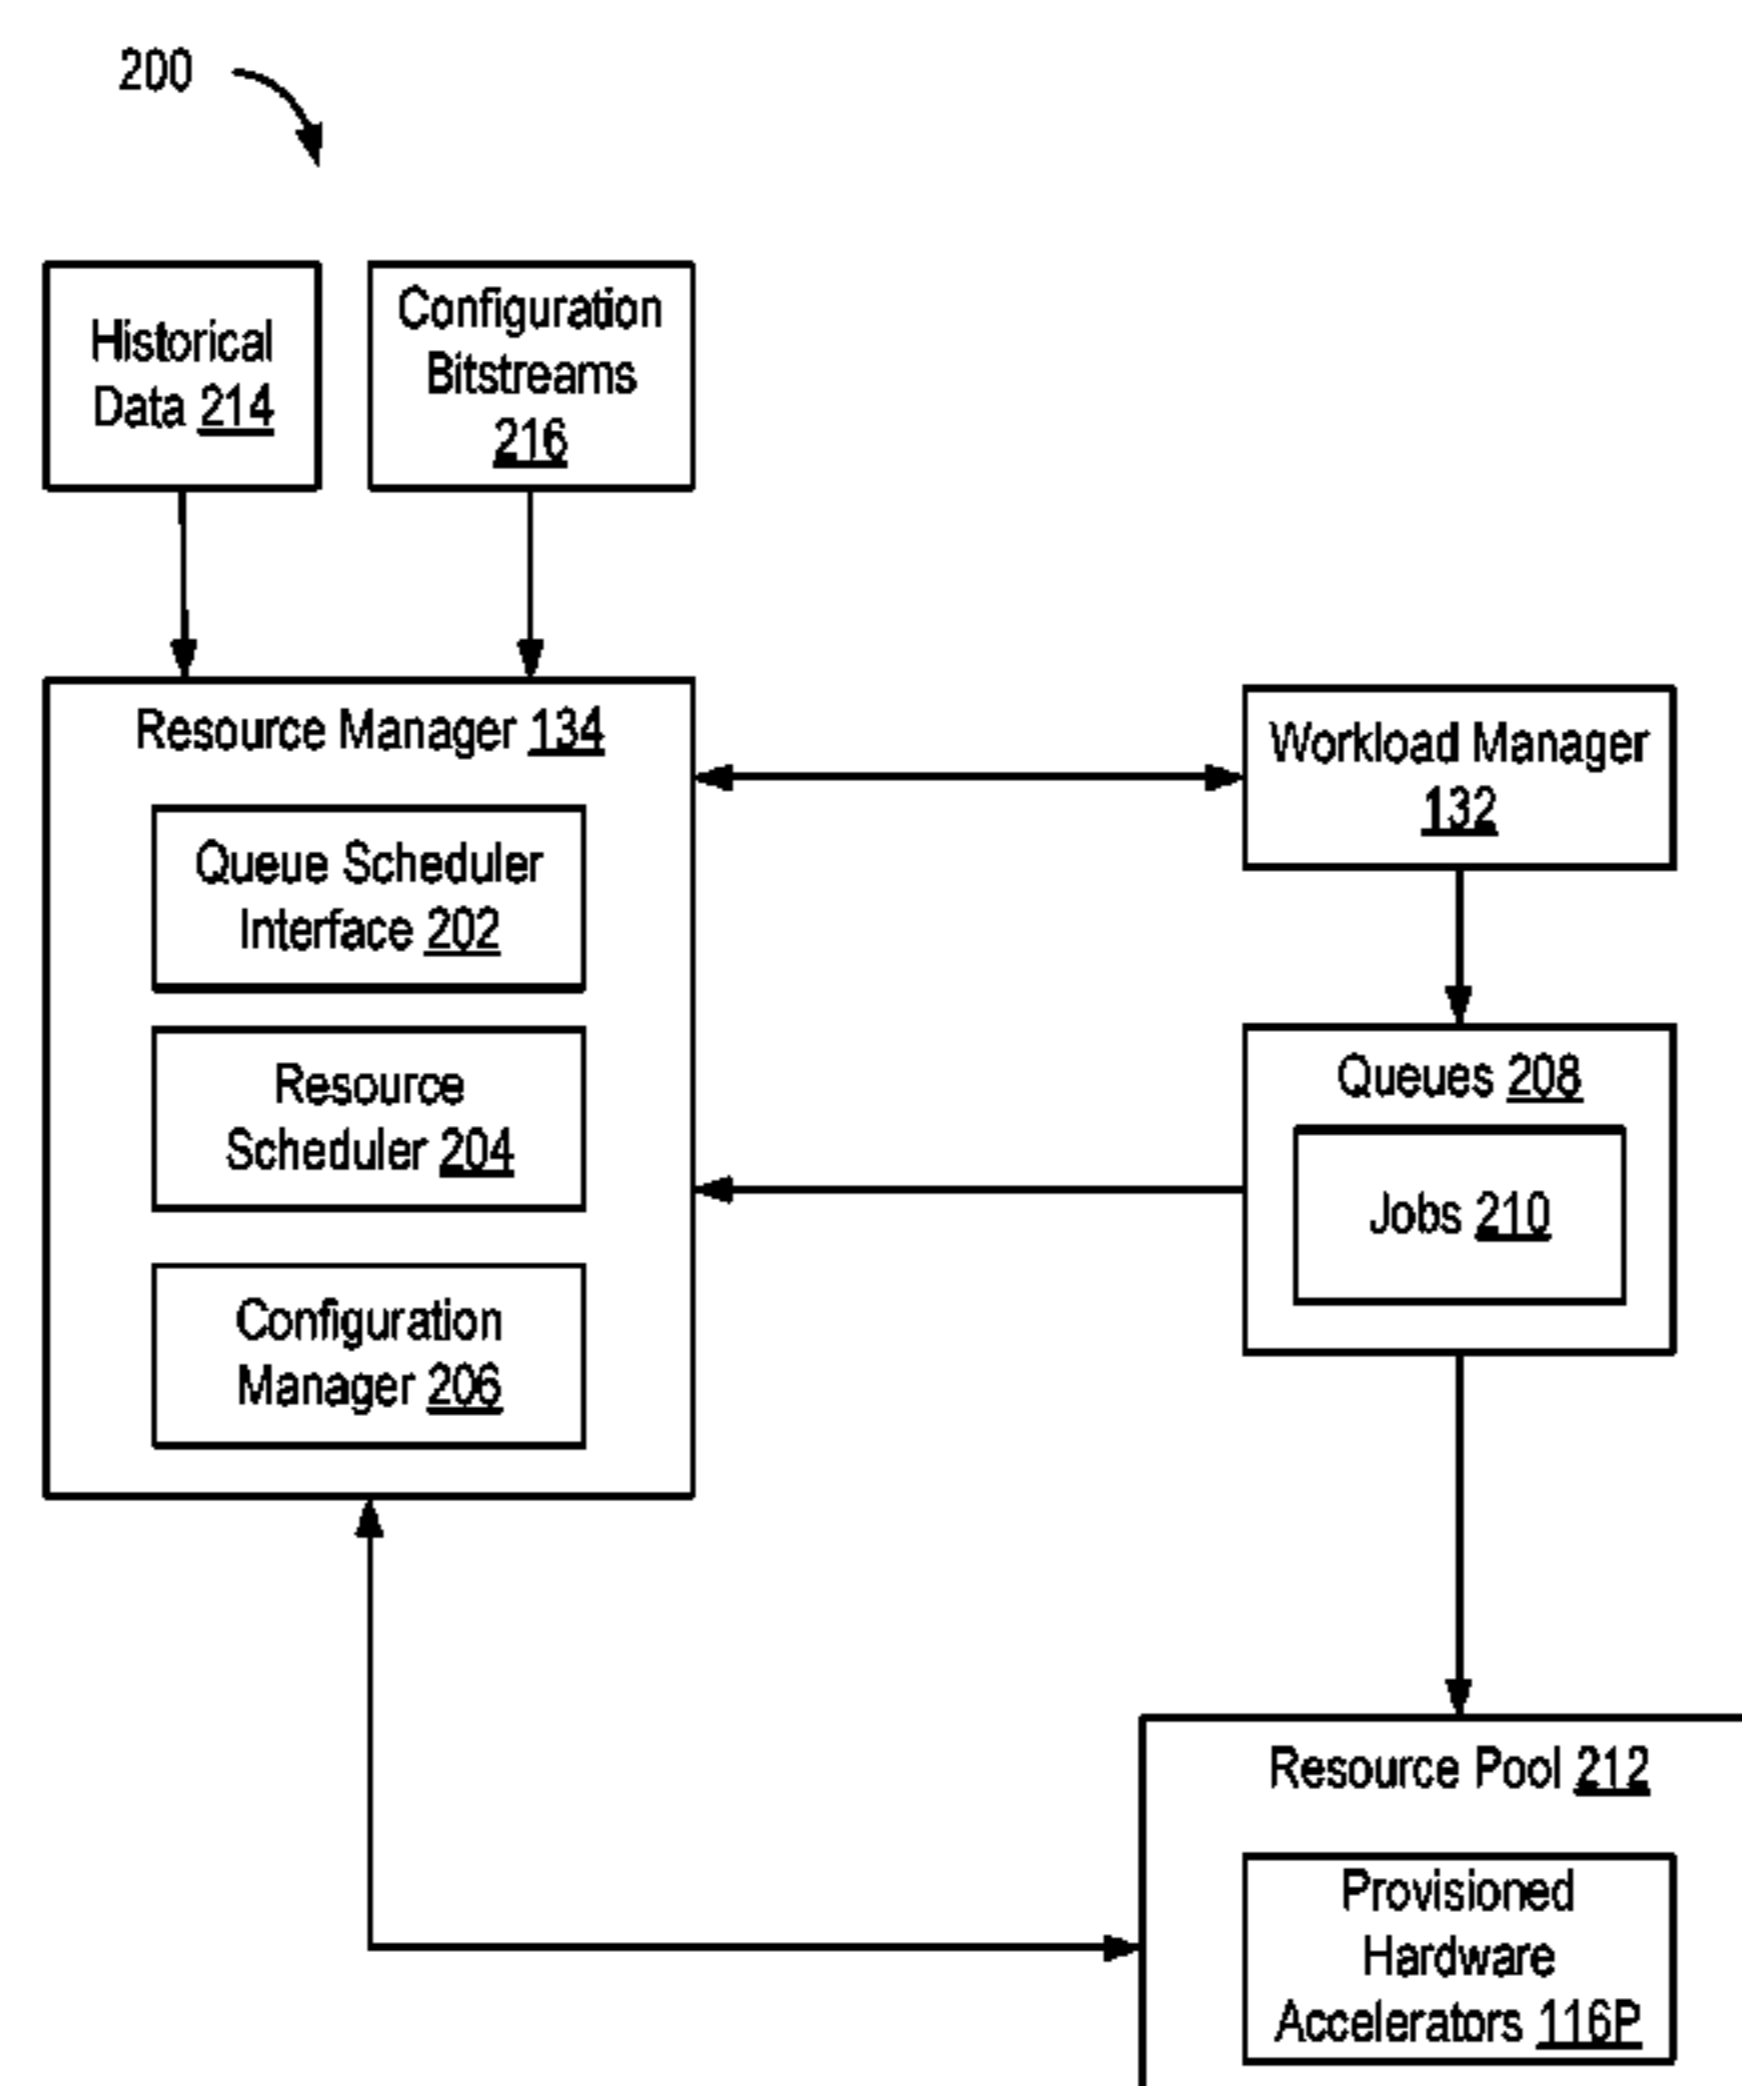 200
Historical
Data 214
Configuration
Bitstreams
216
Resource Manager 134
Queue Scheduler
Interface 202
Resource
Scheduler 204
Configuration
Manager 206
Workload Manager
132
Queues 208
Jobs 210
Resource Pool 212
Provisioned
Hardware
Accelerators 116P